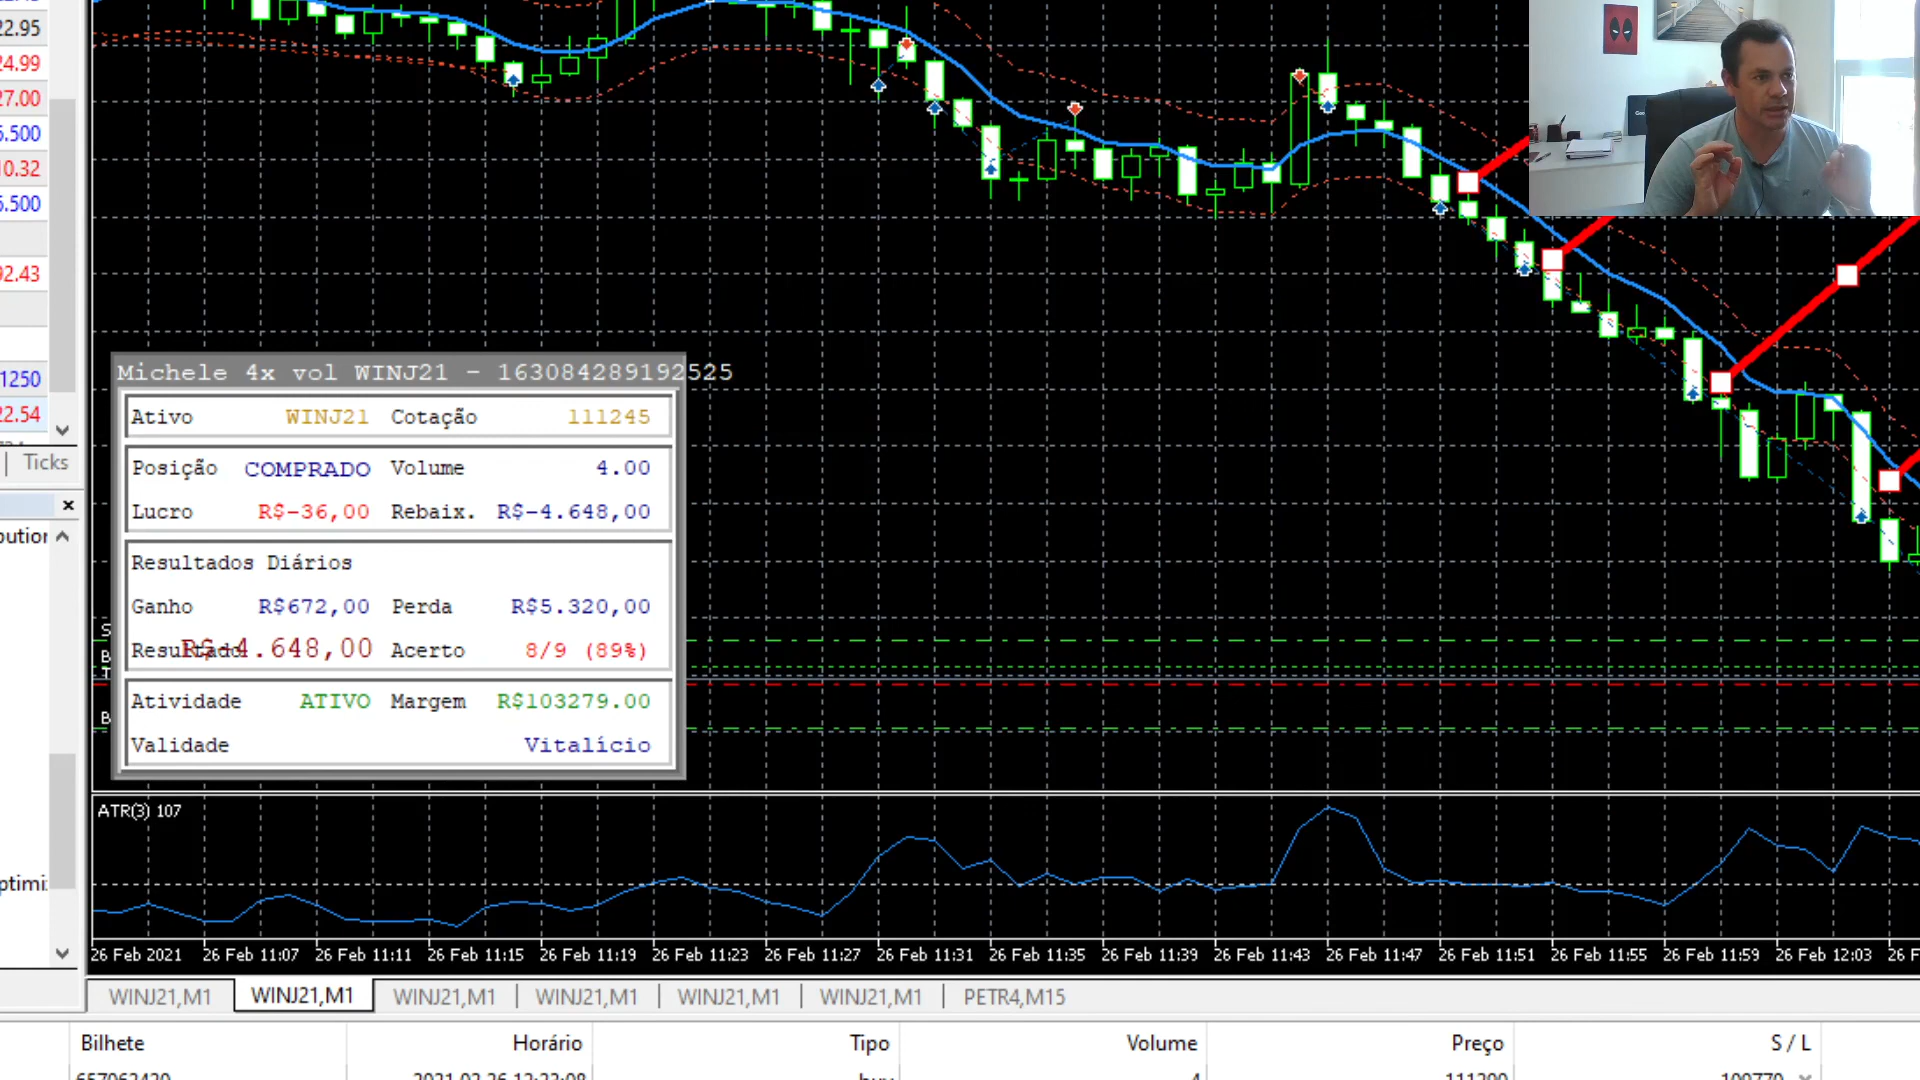 22.95
24.99
27.00
5.500
10.32
5.500
92.43
1250
22.54
Ticks
Michele 4x vol WINJ21 - 163084289192525
Ativo WINJ21 Cotação 111245
Posição COMPRADO Volume 4.00
Lucro R$-36,00 Rebaix. R$-4.648,00
Resultados Diários
Ganho R$672,00 Perda R$5.320,00
Resultado R$-4.648,00 Acerto 8/9 (89%)
Atividade ATIVO Margem R$103279.00
Validade Vitalício
ATR(3) 107
26 Feb 2021 26 Feb 11:07 26 Feb 11:11 26 Feb 11:15 26 Feb 11:19 26 Feb 11:23 26 Feb 11:27 26 Feb 11:31 26 Feb 11:35 26 Feb 11:39 26 Feb 11:43 26 Feb 11:47 26 Feb 11:51 26 Feb 11:55 26 Feb 11:59 26 Feb 12:03 26 F
WINJ21,M1 WINJ21,M1 WINJ21,M1 WINJ21,M1 WINJ21,M1 WINJ21,M1 PETR4,M15
Bilhete Horário Tipo Volume Preço S / L